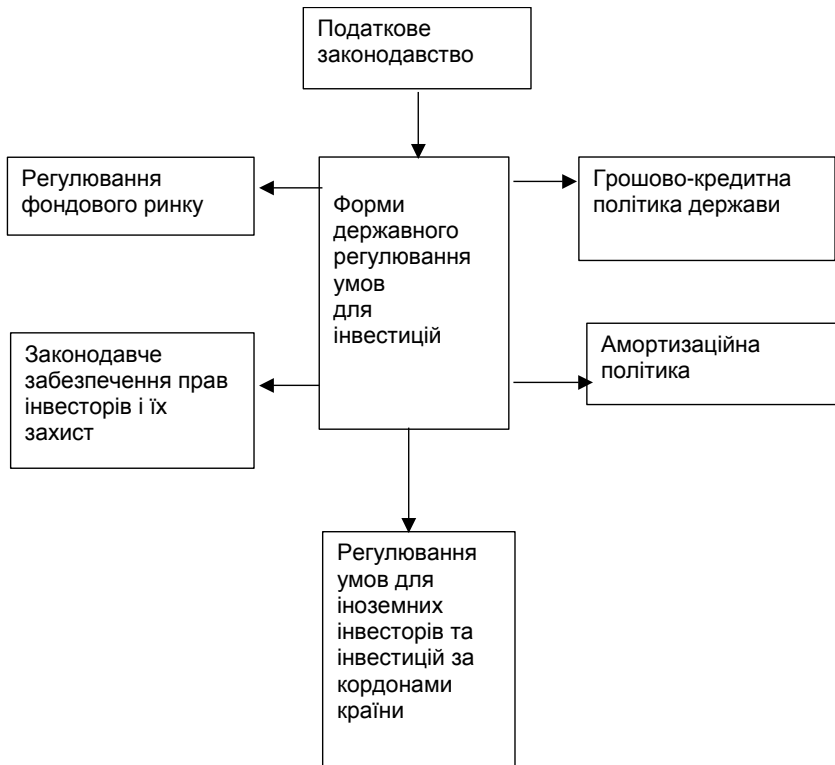 Податкове
законодавство
Регулювання
фондового ринку
Форми
державного
регулювання
умов
для
інвестицій
Грошово-кредитна
політика держави
Законодавче
забезпечення прав
інвесторів і їх
захист
Амортизаційна
політика
Регулювання
умов для
іноземних
інвесторів та
інвестицій за
кордонами
країни